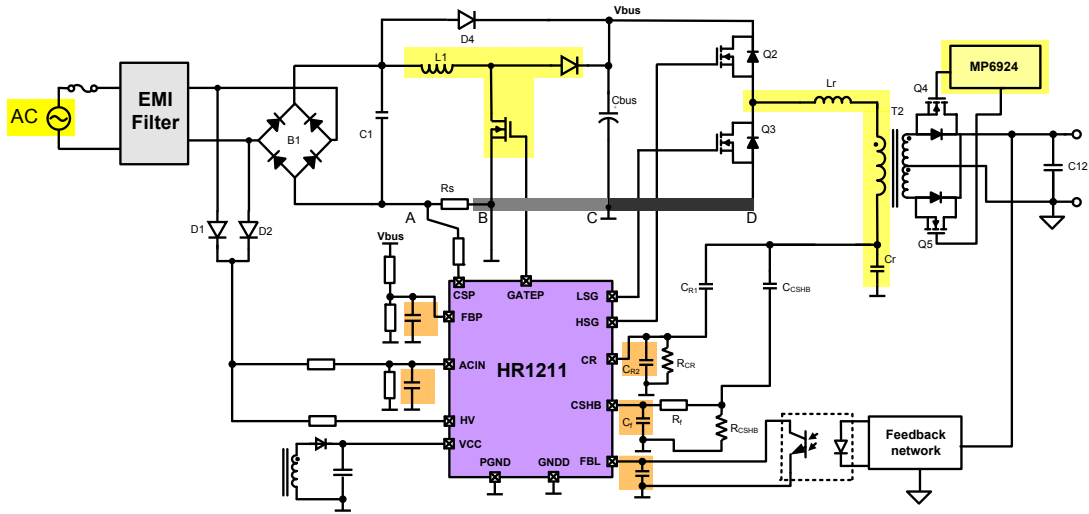 Vbus
D4
L1
Q2
MP6924
Q4
Lr
T2
AC
EMI
Filter
B1
C1
Cbus
+
Q3
C12
Rs
A
B
C
D
Q5
D1
D2
Vbus
Cr
CR1
CCSHB
CSP
GATEP
LSG
FBP
HSG
CR
CR2
RCR
ACIN
HR1211
CSHB
Cf
Rf
RCSHB
HV
VCC
FBL
Feedback
network
PGND
GNDD